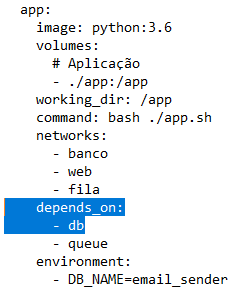 app:
  image: python:3.6
  volumes:
    # Aplicação
    - ./app:/app
  working_dir: /app
  command: bash ./app.sh
  networks:
    - banco
    - web
    - fila
  depends_on:
    - db
    - queue
  environment:
    - DB_NAME=email_sender